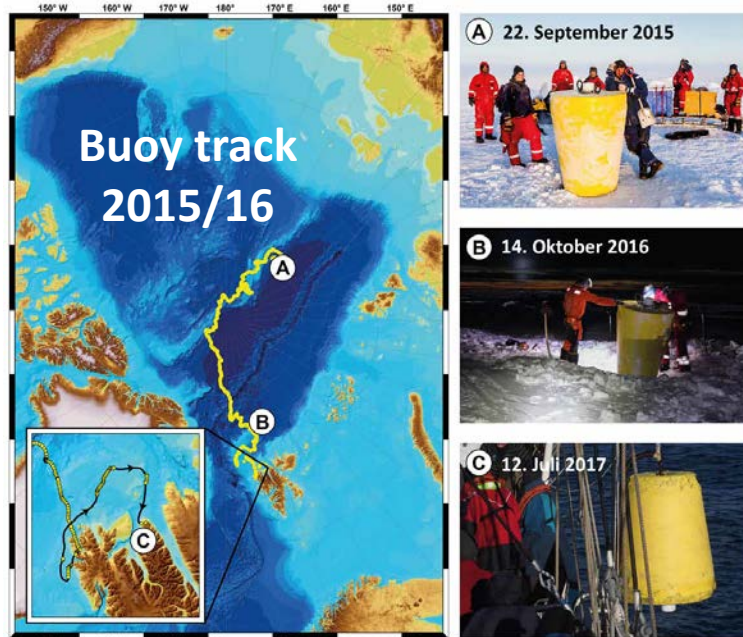 150° W
160° W
170° W
180°
170° E
160° E
150° E
Buoy track
2015/16
A
B
C
A 22. September 2015
B 14. Oktober 2016
C 12. Juli 2017